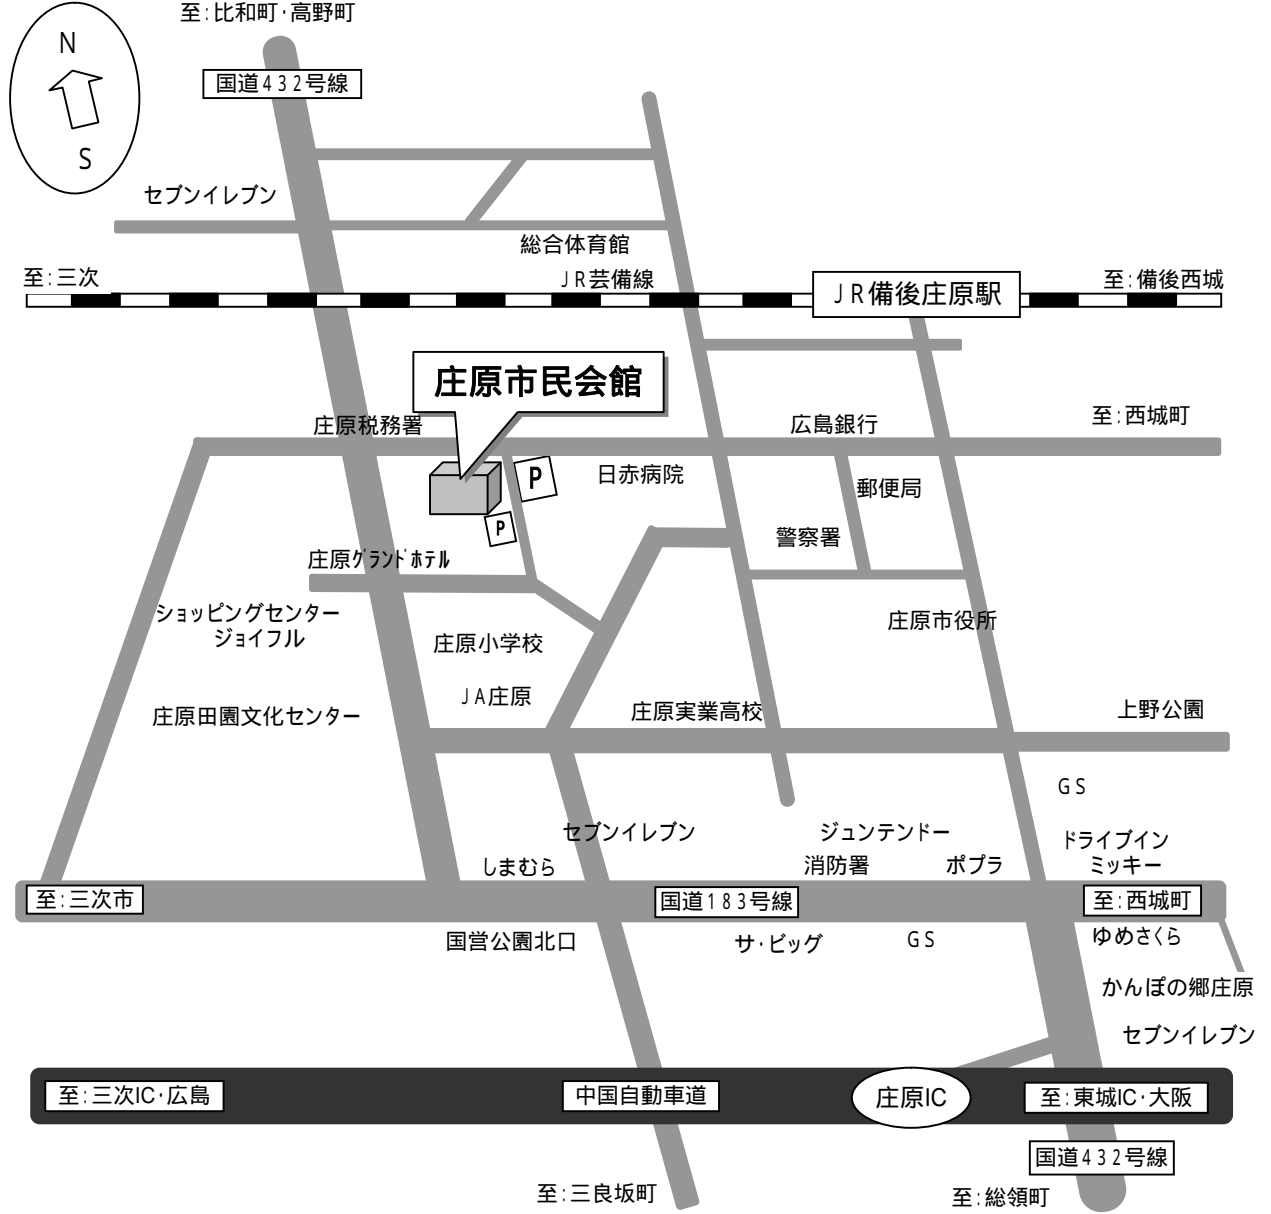 至:比和町･高野町
N
国道432号線
S
セブンイレブン
総合体育館
至:三次
JR芸備線
至:備後西城
JR備後庄原駅
庄原市民会館
庄原税務署
広島銀行
至:西城町
P
日赤病院
郵便局
P
警察署
庄原グランドホテル
ショッピングセンター
ジョイフル
庄原小学校
庄原市役所
JA庄原
庄原田園文化センター
庄原実業高校
上野公園
GS
セブンイレブン
ジュンテンドー
ドライブイン
ミッキー
しまむら
消防署
ポプラ
至:三次市
国道183号線
至:西城町
国営公園北口
サ･ビッグ
GS
ゆめさくら
かんぽの郷庄原
セブンイレブン
至:三次IC･広島
中国自動車道
庄原IC
至:東城IC･大阪
国道432号線
至:三良坂町
至:総領町